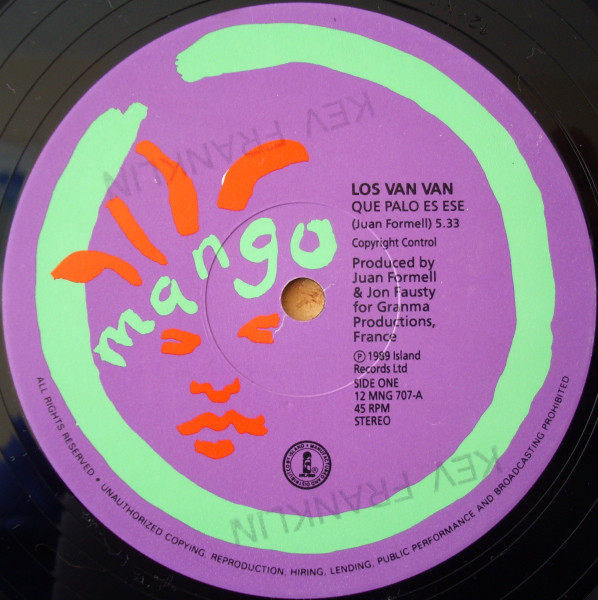 KEV FRANKLIN
mango
LOS VAN VAN
QUE PALO ES ESE
(Juan Formell) 5.33
Copyright Control
Produced by
Juan Formell
& Jon Fausty
for Granma
Productions,
France
℗ 1989 Island
Records Ltd
SIDE ONE
12 MNG 707-A
45 RPM
STEREO
KEV FRANKLIN
ALL RIGHTS RESERVED • UNAUTHORIZED COPYING, REPRODUCTION, HIRING, LENDING, PUBLIC PERFORMANCE AND BROADCASTING PROHIBITED